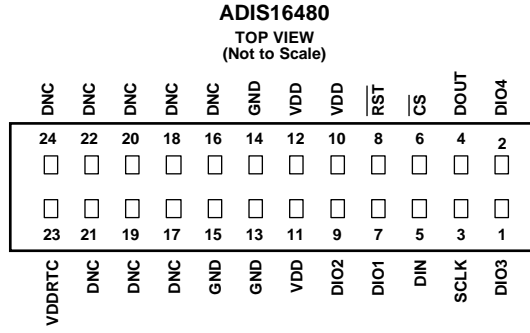 ADIS16480
TOP VIEW
(Not to Scale)
DNC DNC DNC DNC DNC GND VDD VDD RST CS DOUT DIO4
24 22 20 18 16 14 12 10 8 6 4 2
23 21 19 17 15 13 11 9 7 5 3 1
VDDRTC DNC DNC DNC GND GND VDD DIO2 DIO1 DIN SCLK DIO3